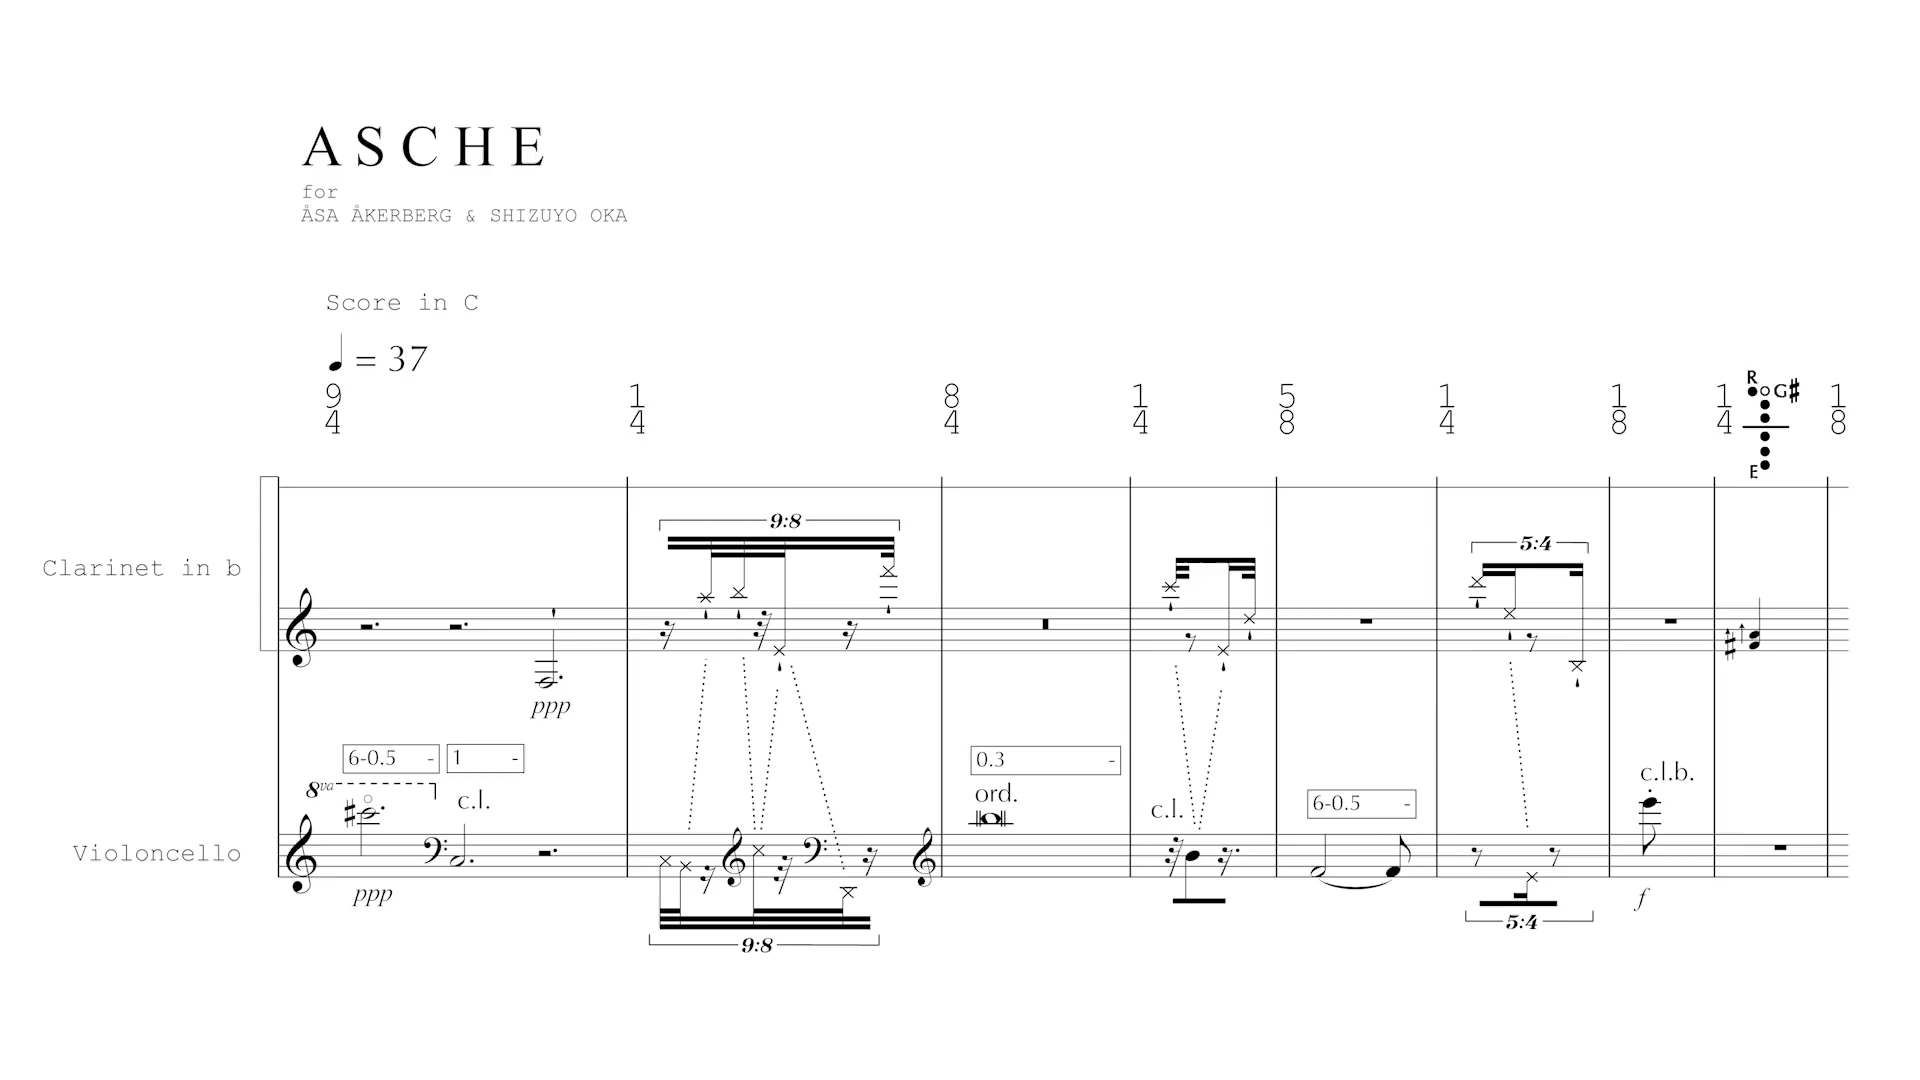 ASCHE
for
ÅSA ÅKERBERG & SHIZUYO OKA
Score in C
= 37
9 4 1 4 8 4 1 4 5 8 1 4 1 8 1 4 1 8
R G#
E
9:8
5:4
Clarinet in b
ppp
6-0.5 - 1 - 0.3 -
8va c.l. ord. c.l. 6-0.5 - c.l.b.
Violoncello
ppp f
9:8 5:4